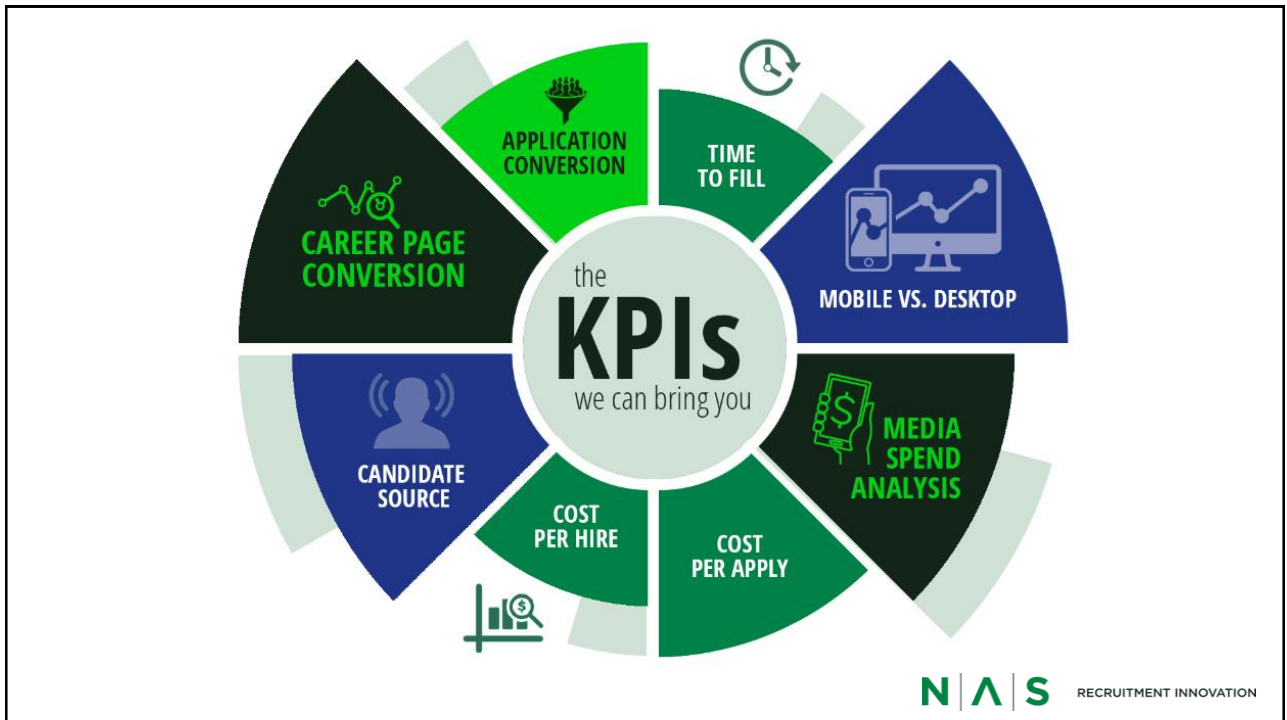 APPLICATION
CONVERSION
TIME
TO FILL
CAREER PAGE
CONVERSION
MOBILE VS. DESKTOP
the
KPIs
we can bring you
CANDIDATE
SOURCE
MEDIA
SPEND
ANALYSIS
COST
PER HIRE
COST
PER APPLY
N|Λ|S RECRUITMENT INNOVATION